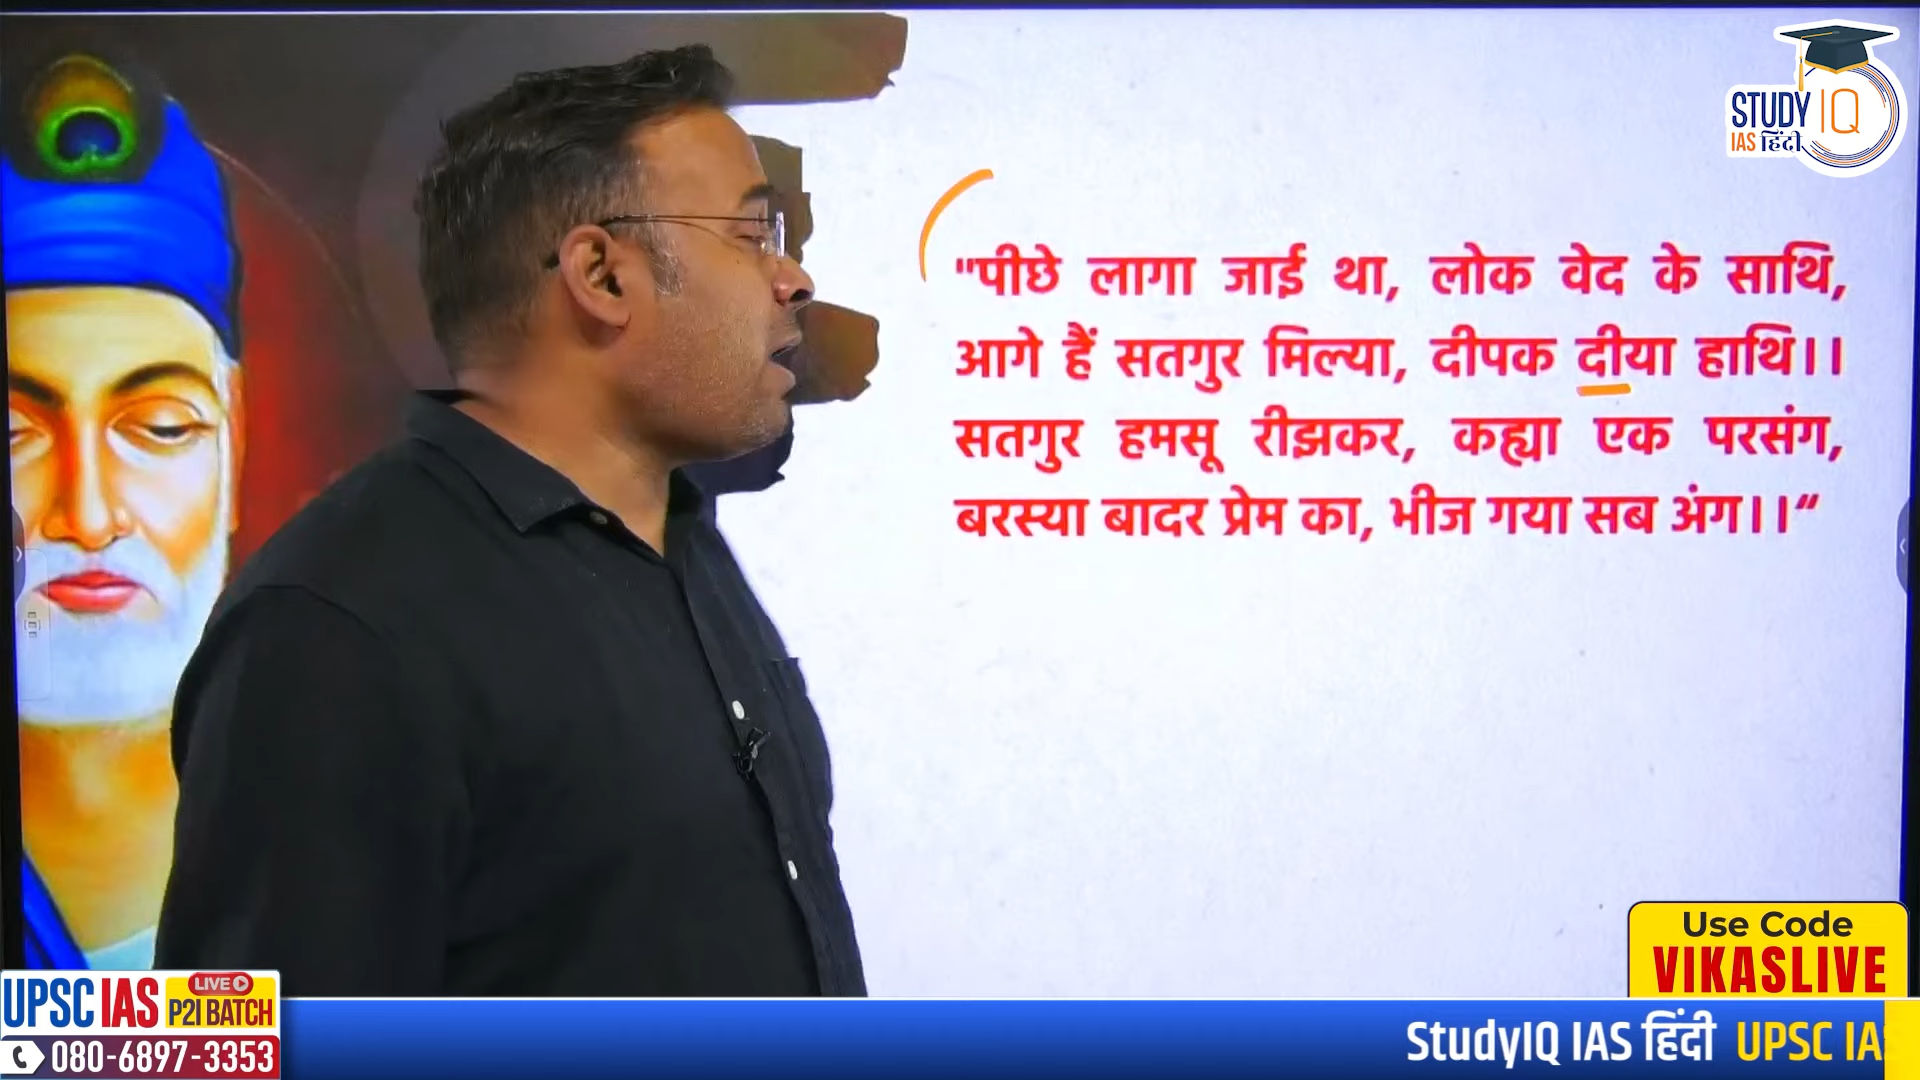 STUDY IQ
IAS हिंदी
"पीछे लागा जाई था, लोक वेद के साथि,
आगे हैं सतगुर मिल्या, दीपक दीया हाथि।।
सतगुर हमसू रीझकर, कह्या एक परसंग,
बरस्या बादर प्रेम का, भीज गया सब अंग।।“
Use Code
VIKASLIVE
UPSC IAS LIVE P2I BATCH
080-6897-3353
StudyIQ IAS हिंदी UPSC IA